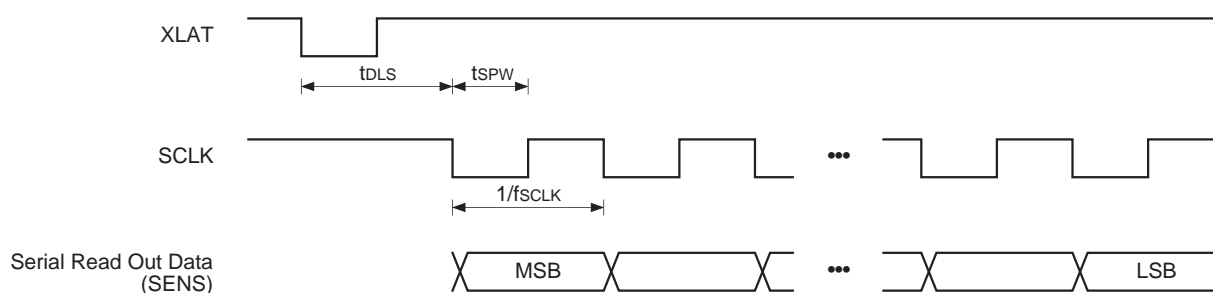 XLAT
tDLS
tSPW
SCLK
•••
1/fSCLK
Serial Read Out Data
(SENS)
MSB
•••
LSB